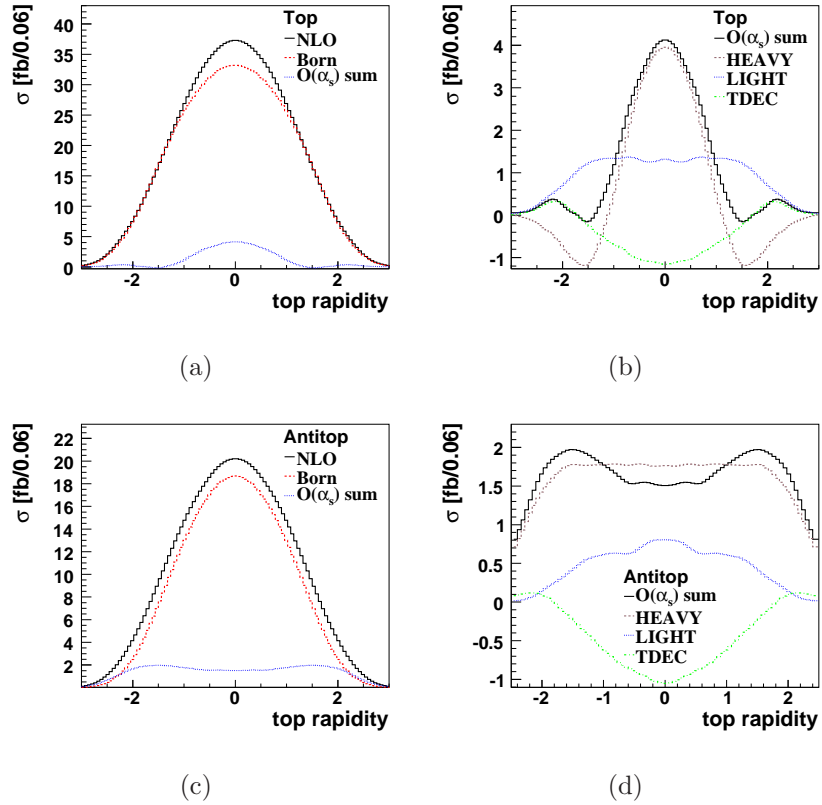 Top
NLO
Born
O(αs) sum
σ [fb/0.06]
40
35
30
25
20
15
10
5
0
-2 0 2
top rapidity
(a)
Top
O(αs) sum
HEAVY
LIGHT
TDEC
σ [fb/0.06]
4
3
2
1
0
-1
-2 0 2
top rapidity
(b)
Antitop
NLO
Born
O(αs) sum
σ [fb/0.06]
22
20
18
16
14
12
10
8
6
4
2
-2 0 2
top rapidity
(c)
σ [fb/0.06]
2
1.5
1
0.5
0
-0.5
-1
Antitop
O(αs) sum
HEAVY
LIGHT
TDEC
-2 -1 0 1 2
top rapidity
(d)